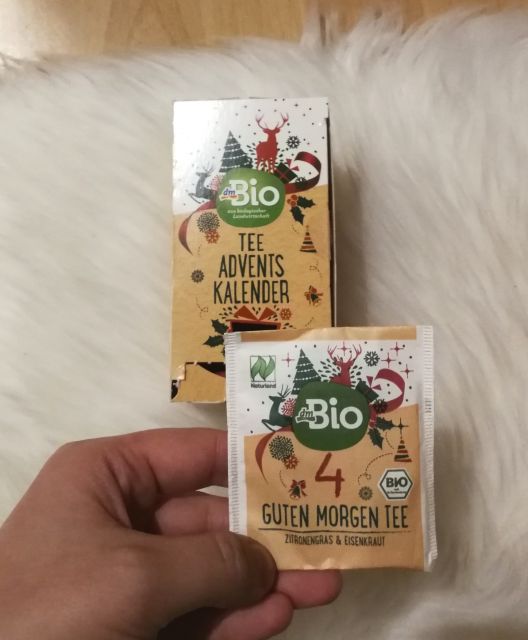 dm
Bio
aus biologischer
Landwirtschaft
TEE
ADVENTS
KALENDER
Naturland
dm
Bio
4
BIO
GUTEN MORGEN TEE
ZITRONENGRAS & EISENKRAUT